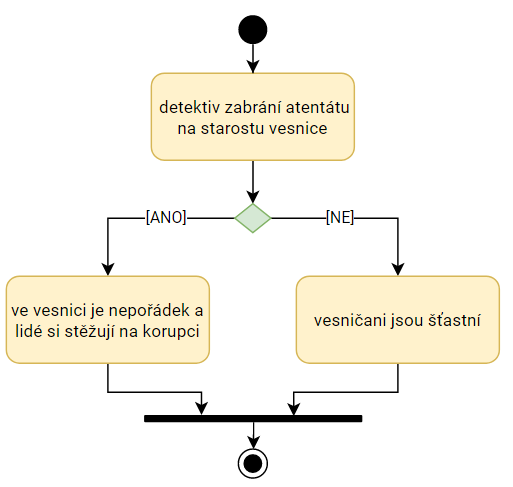 detektiv zabrání atentátu
na starostu vesnice
[ANO]
[NE]
ve vesnici je nepořádek a
lidé si stěžují na korupci
vesničani jsou šťastní